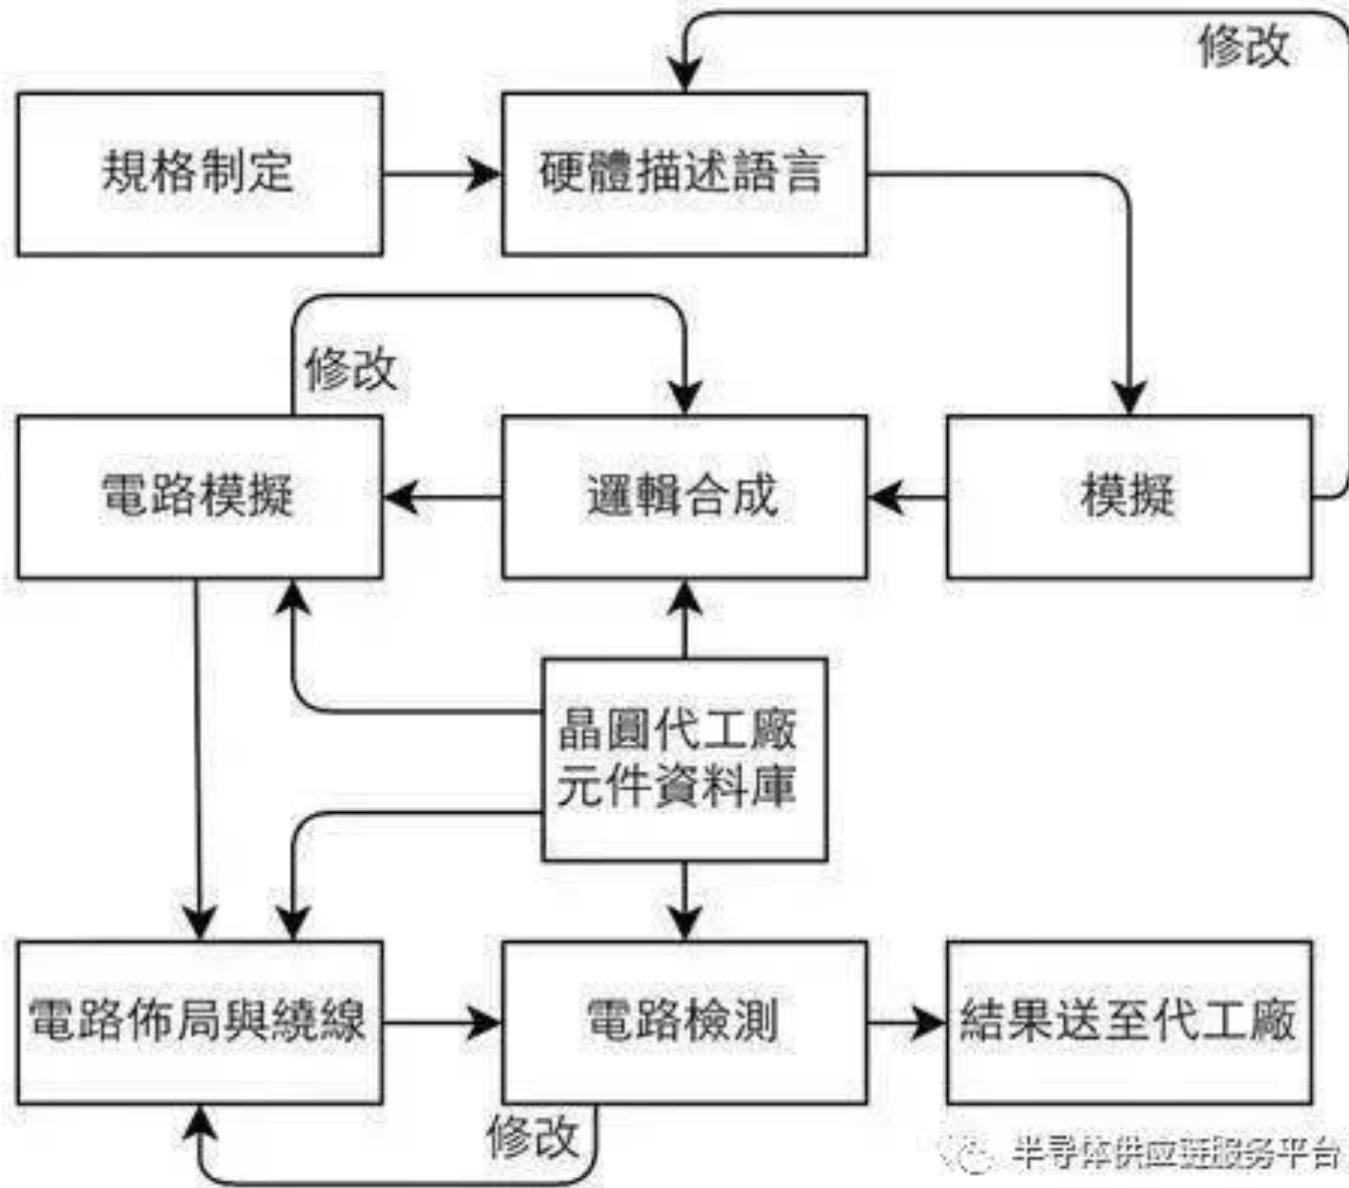 修改
規格制定
硬體描述語言
修改
電路模擬
邏輯合成
模擬
晶圓代工廠
元件資料庫
電路佈局與繞線
電路檢測
結果送至代工廠
修改
半导体供应链服务平台